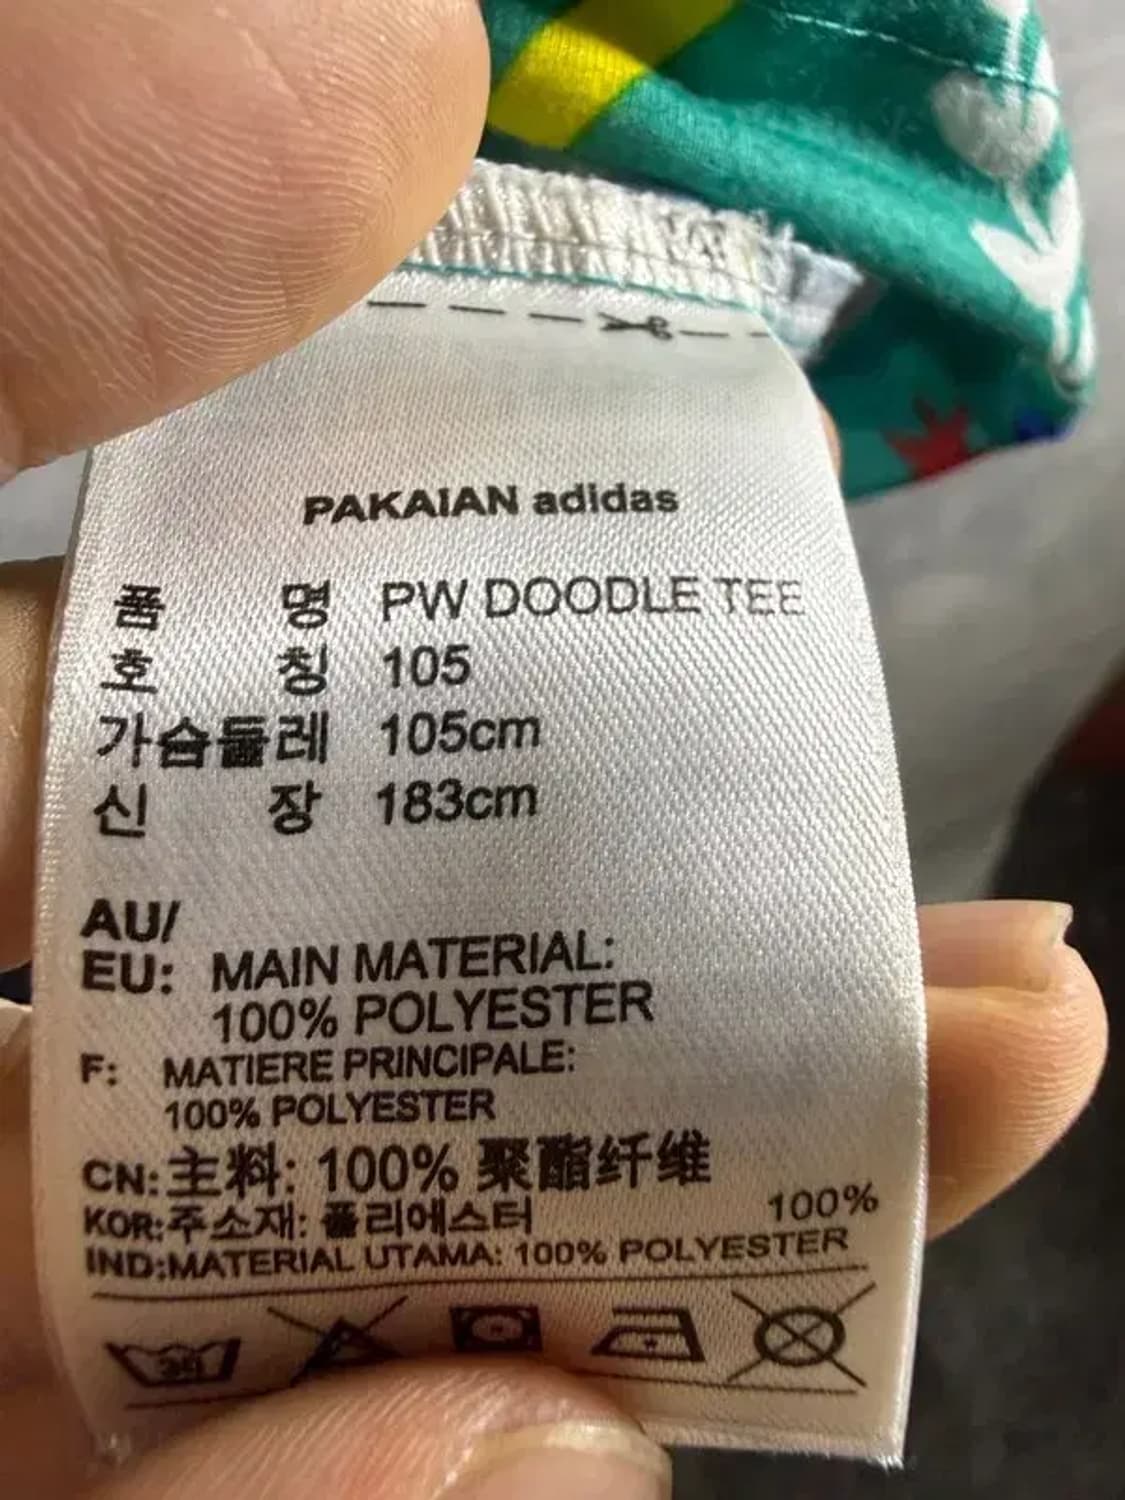 PAKAIAN adidas
품 명 PW DOODLE TEE
호 칭 105
가슴둘레 105cm
신 장 183cm
AU/
EU: MAIN MATERIAL:
100% POLYESTER
F: MATIERE PRINCIPALE:
100% POLYESTER
CN:主料: 100% 聚酯纤维
KOR:주소재: 폴리에스터 100%
IND:MATERIAL UTAMA: 100% POLYESTER
30